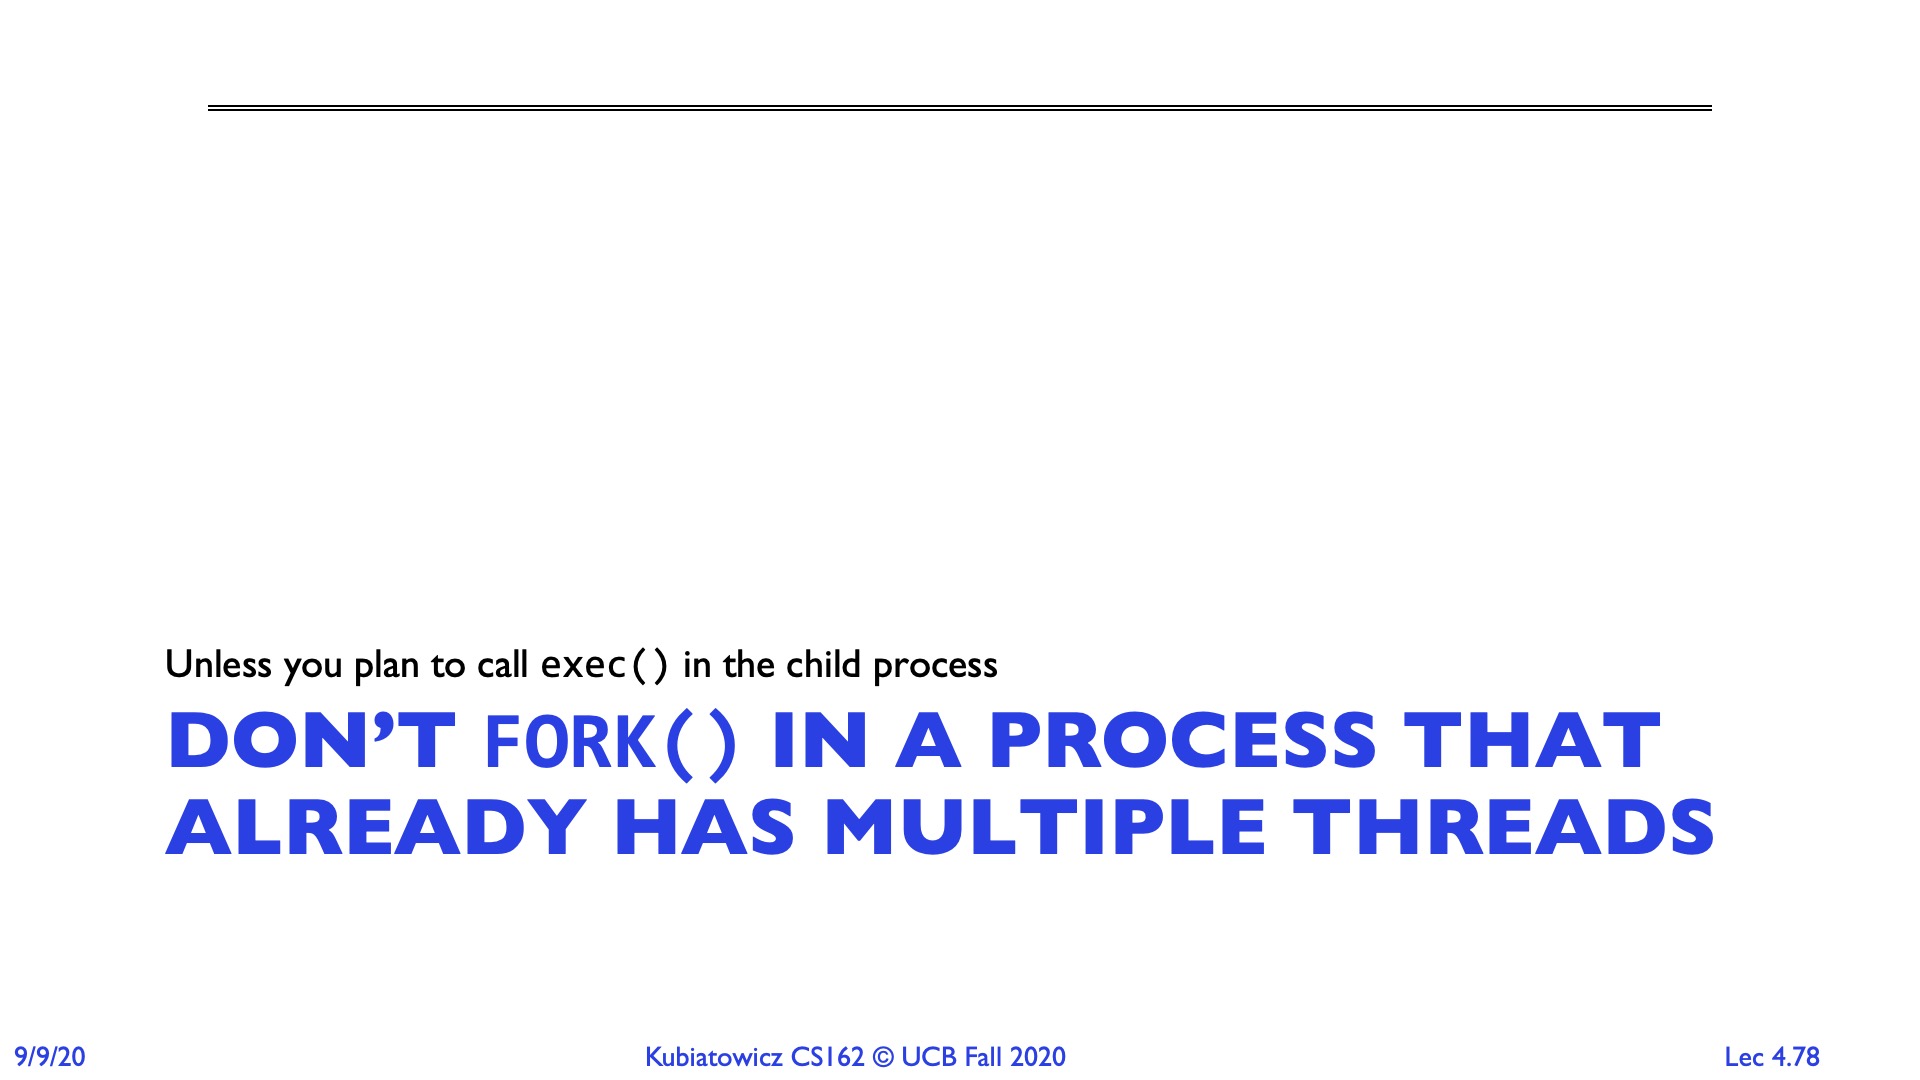 Unless you plan to call exec() in the child process
DON’T FORK() IN A PROCESS THAT
ALREADY HAS MULTIPLE THREADS
9/9/20
Kubiatowicz CS162 © UCB Fall 2020
Lec 4.78